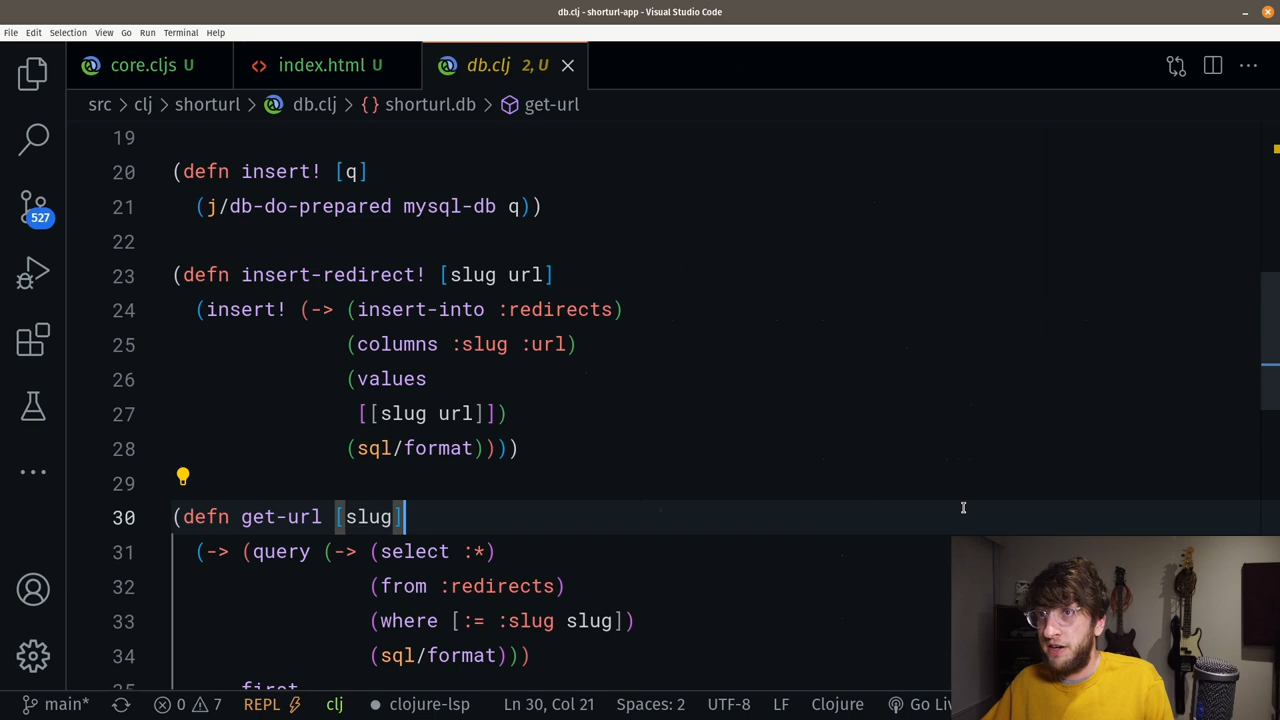 db.clj - shorturl-app - Visual Studio Code
File Edit Selection View Go Run Terminal Help
core.cljs U index.html U db.clj 2, U
src > clj > shorturl > db.clj > {} shorturl.db > get-url
19
20 (defn insert! [q]
21 (j/db-do-prepared mysql-db q))
22
23 (defn insert-redirect! [slug url]
24 (insert! (-> (insert-into :redirects)
25 (columns :slug :url)
26 (values
27 [[slug url]])
28 (sql/format))))
29
30 (defn get-url [slug]
31 (-> (query (-> (select :*)
32 (from :redirects)
33 (where [:= :slug slug])
34 (sql/format)))
first
527
main* 0 7 REPL clj clojure-lsp Ln 30, Col 21 Spaces: 2 UTF-8 LF Clojure Go